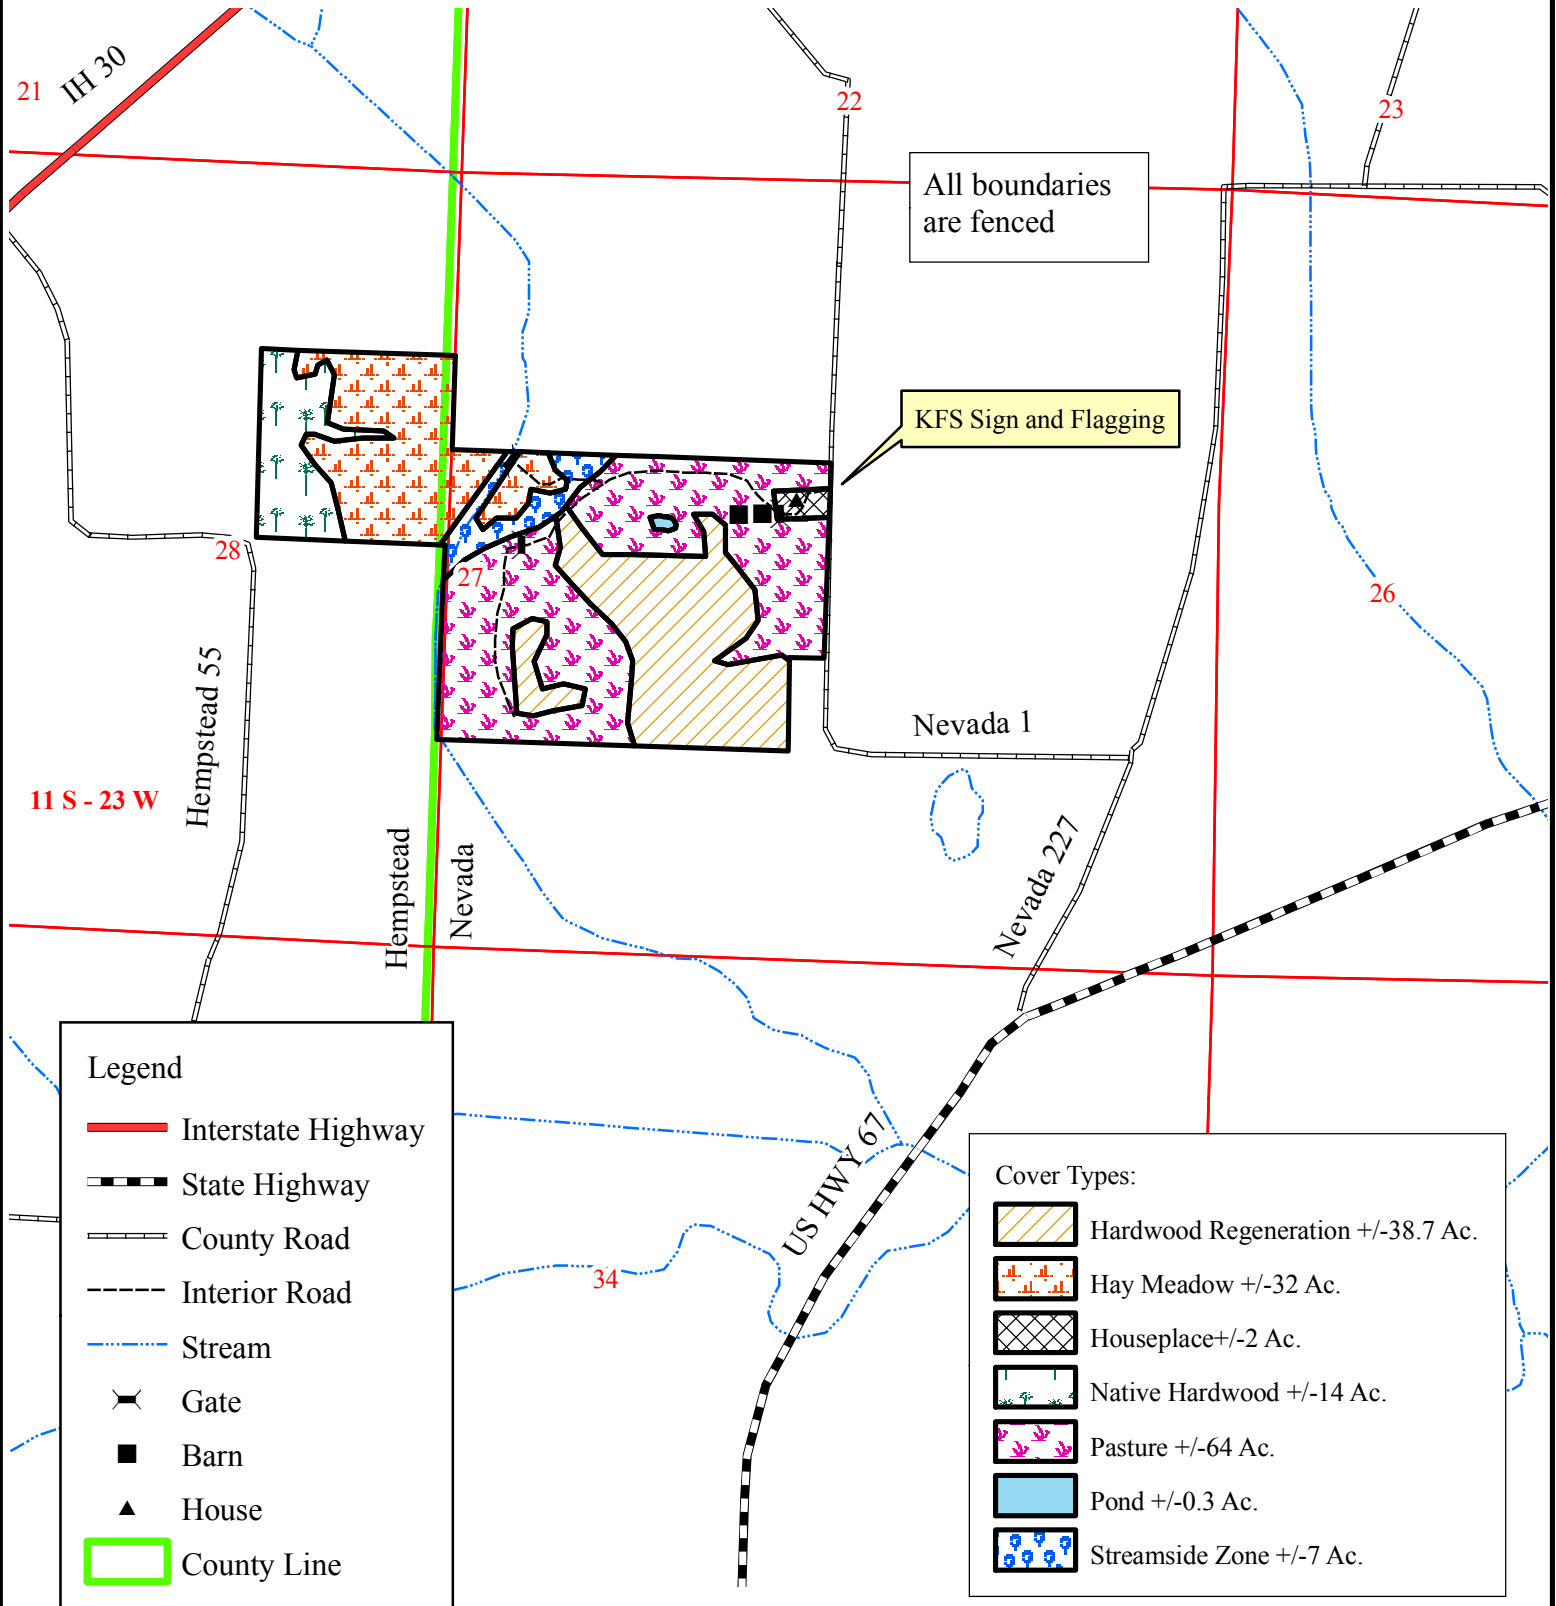 21
IH 30
22
23
All boundaries
are fenced
KFS Sign and Flagging
28
27
26
Hempstead 55
Nevada 1
11 S - 23 W
Hempstead
Nevada
Nevada 227
US HWY 67
34
Legend
Interstate Highway
State Highway
County Road
Interior Road
Stream
Gate
Barn
House
County Line
Cover Types:
Hardwood Regeneration +/-38.7 Ac.
Hay Meadow +/-32 Ac.
Houseplace+/-2 Ac.
Native Hardwood +/-14 Ac.
Pasture +/-64 Ac.
Pond +/-0.3 Ac.
Streamside Zone +/-7 Ac.